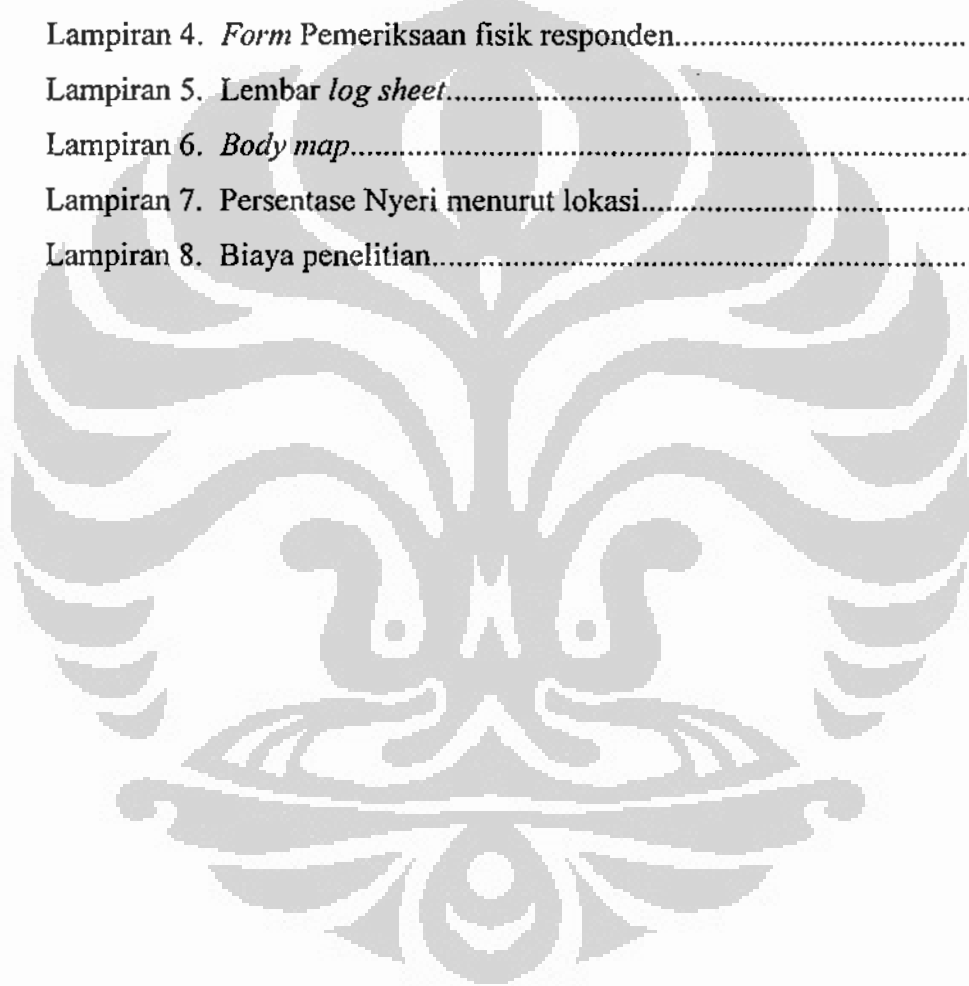 Lampiran 4. Form Pemeriksaan fisik responden................................
Lampiran 5. Lembar log sheet..........................................................
Lampiran 6. Body map....................................................................
Lampiran 7. Persentase Nyeri menurut lokasi....................................
Lampiran 8. Biaya penelitian...........................................................